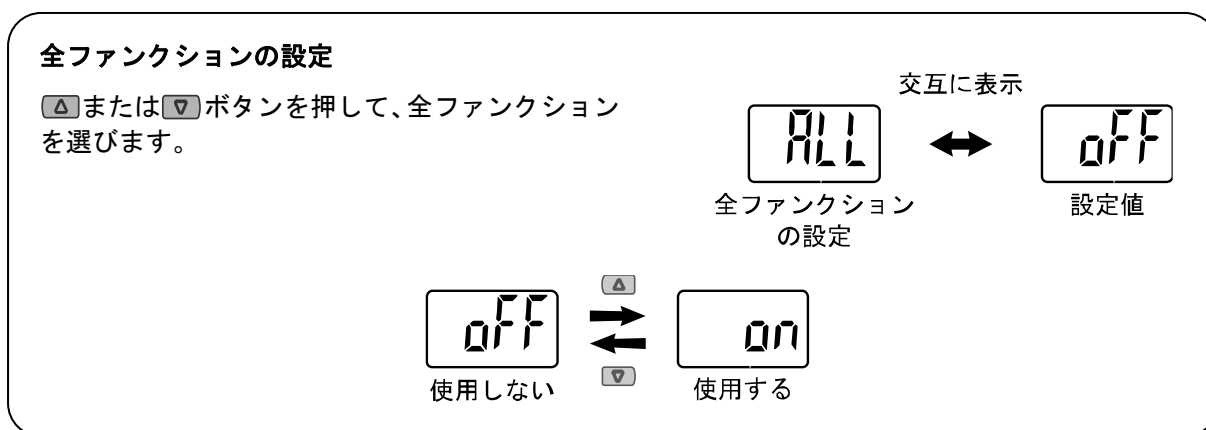 全ファンクションの設定
△または▽ボタンを押して、全ファンクション
を選びます。
交互に表示
ALL
oFF
全ファンクション
の設定
設定値
△
oFF
on
▽
使用しない
使用する